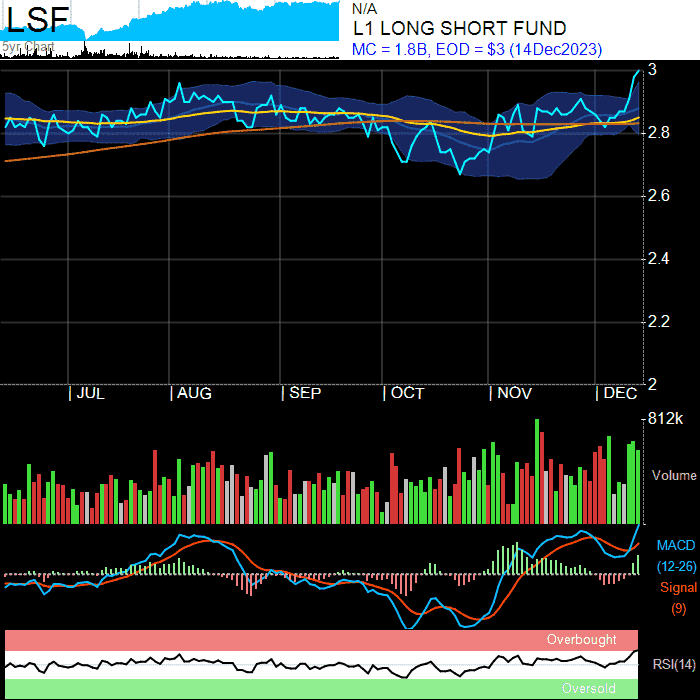 LSF
5yr Chart
N/A
L1 LONG SHORT FUND
MC = 1.8B, EOD = $3 (14Dec2023)
3
2.8
2.6
2.4
2.2
2
JUL AUG SEP OCT NOV DEC
812k
Volume
MACD
(12-26)
Signal
(9)
Overbought
RSI(14)
Oversold